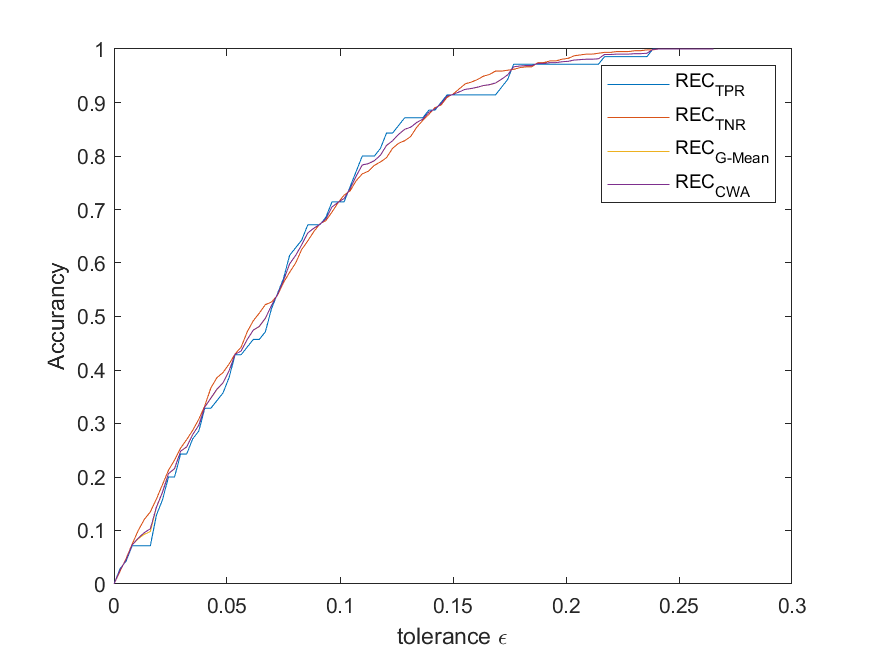 1
0.9
0.8
0.7
0.6
0.5
0.4
0.3
0.2
0.1
0
Accurancy
REC_TPR
REC_TNR
REC_G-Mean
REC_CWA
0 0.05 0.1 0.15 0.2 0.25 0.3
tolerance ϵ